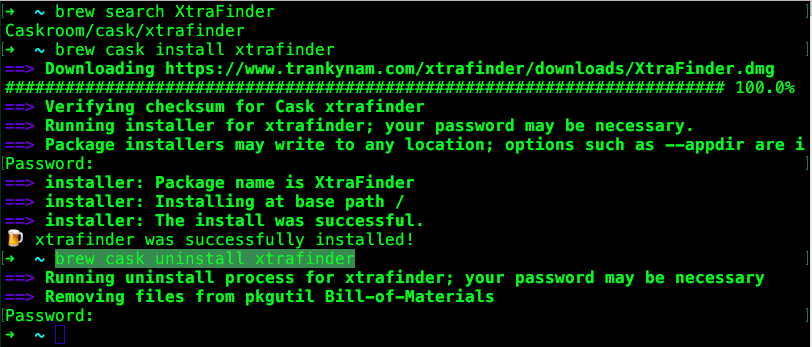 ➜  ~ brew search XtraFinder
Caskroom/cask/xtrafinder
➜  ~ brew cask install xtrafinder
==> Downloading https://www.trankynam.com/xtrafinder/downloads/XtraFinder.dmg
######################################################################## 100.0%
==> Verifying checksum for Cask xtrafinder
==> Running installer for xtrafinder; your password may be necessary.
==> Package installers may write to any location; options such as --appdir are i
Password:
==> installer: Package name is XtraFinder
==> installer: Installing at base path /
==> installer: The install was successful.
🍺 xtrafinder was successfully installed!
➜  ~ brew cask uninstall xtrafinder
==> Running uninstall process for xtrafinder; your password may be necessary
==> Removing files from pkgutil Bill-of-Materials
Password:
➜  ~